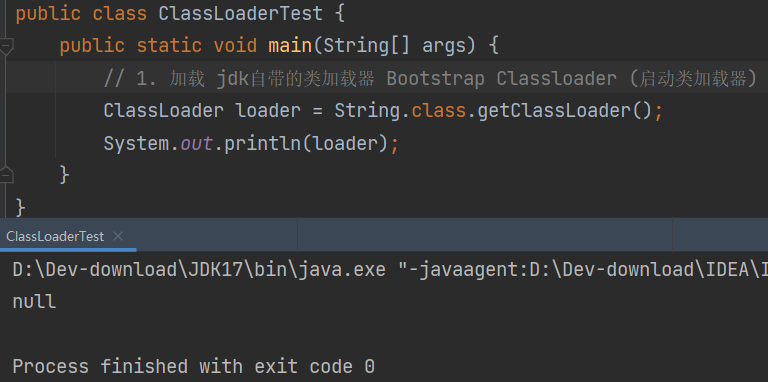 public class ClassLoaderTest {
public static void main(String[] args) {
// 1. 加载 jdk自带的类加载器 Bootstrap Classloader (启动类加载器)
ClassLoader loader = String.class.getClassLoader();
System.out.println(loader);
}
}
ClassLoaderTest ×
D:\Dev-download\JDK17\bin\java.exe "-javaagent:D:\Dev-download\IDEA\I
null
Process finished with exit code 0